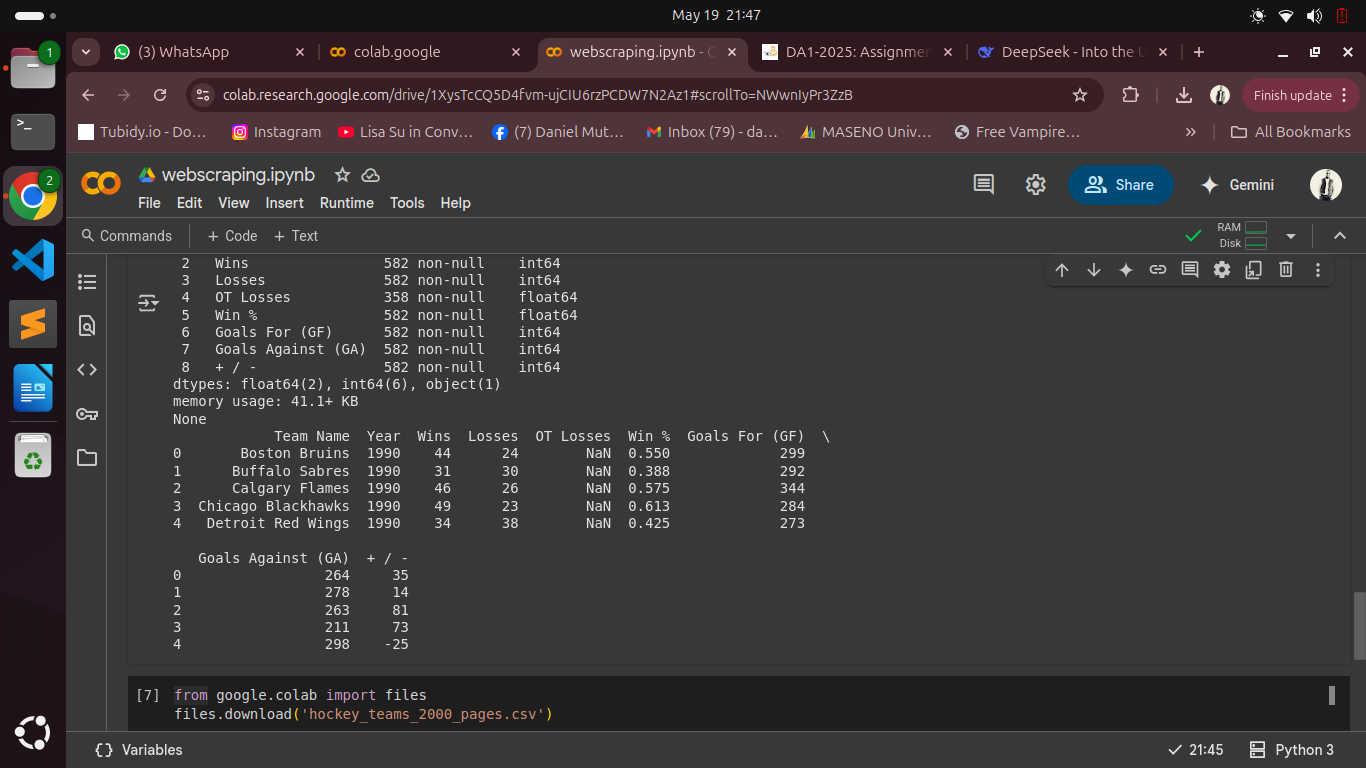 May 19 21:47
(3) WhatsApp
colab.google
webscraping.ipynb - C
DA1-2025: Assignmen
DeepSeek - Into the U
colab.research.google.com/drive/1XysTcCQ5D4fvm-ujCIU6rzPCDW7N2Az1#scrollTo=NWwnIyPr3ZzB
Finish update
Tubidy.io - Do…
Instagram
Lisa Su in Conv…
(7) Daniel Mut…
Inbox (79) - da…
MASENO Univ…
Free Vampire…
»
All Bookmarks
webscraping.ipynb
File Edit View Insert Runtime Tools Help
Share
Gemini
Commands + Code + Text
RAM
Disk
2 Wins 582 non-null int64
3 Losses 582 non-null int64
4 OT Losses 358 non-null float64
5 Win % 582 non-null float64
6 Goals For (GF) 582 non-null int64
7 Goals Against (GA) 582 non-null int64
8 + / - 582 non-null int64
dtypes: float64(2), int64(6), object(1)
memory usage: 41.1+ KB
None
Team Name Year Wins Losses OT Losses Win % Goals For (GF) \
0 Boston Bruins 1990 44 24 NaN 0.550 299
1 Buffalo Sabres 1990 31 30 NaN 0.388 292
2 Calgary Flames 1990 46 26 NaN 0.575 344
3 Chicago Blackhawks 1990 49 23 NaN 0.613 284
4 Detroit Red Wings 1990 34 38 NaN 0.425 273
Goals Against (GA) + / -
0 264 35
1 278 14
2 263 81
3 211 73
4 298 -25
[7] from google.colab import files
files.download('hockey_teams_2000_pages.csv')
{} Variables
21:45
Python 3
1
2
>_